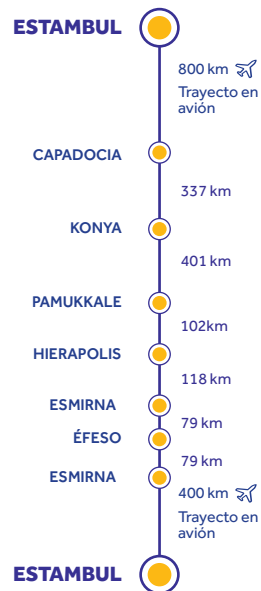 ESTAMBUL
800 km
Trayecto en
avión
CAPADOCIA
337 km
KONYA
401 km
PAMUKKALE
102km
HIERAPOLIS
118 km
ESMIRNA
79 km
ÉFESO
79 km
ESMIRNA
400 km
Trayecto en
avión
ESTAMBUL